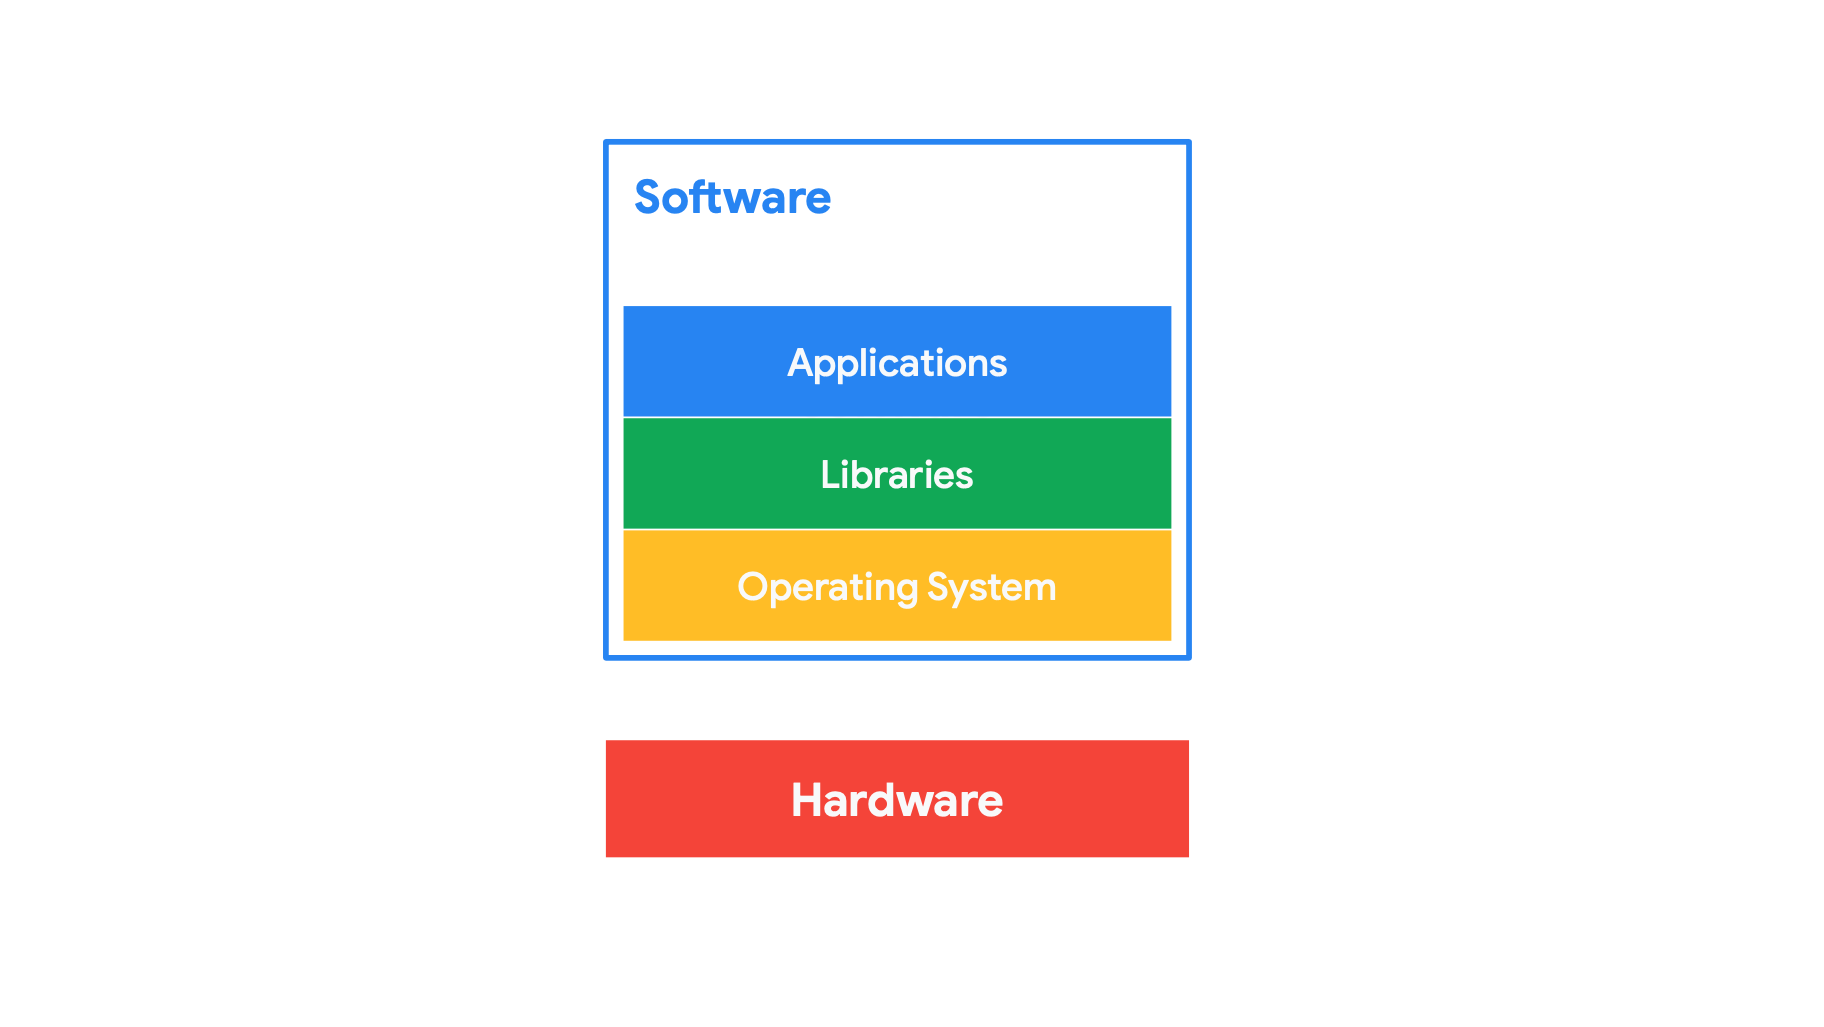 Software
Applications
Libraries
Operating System
Hardware